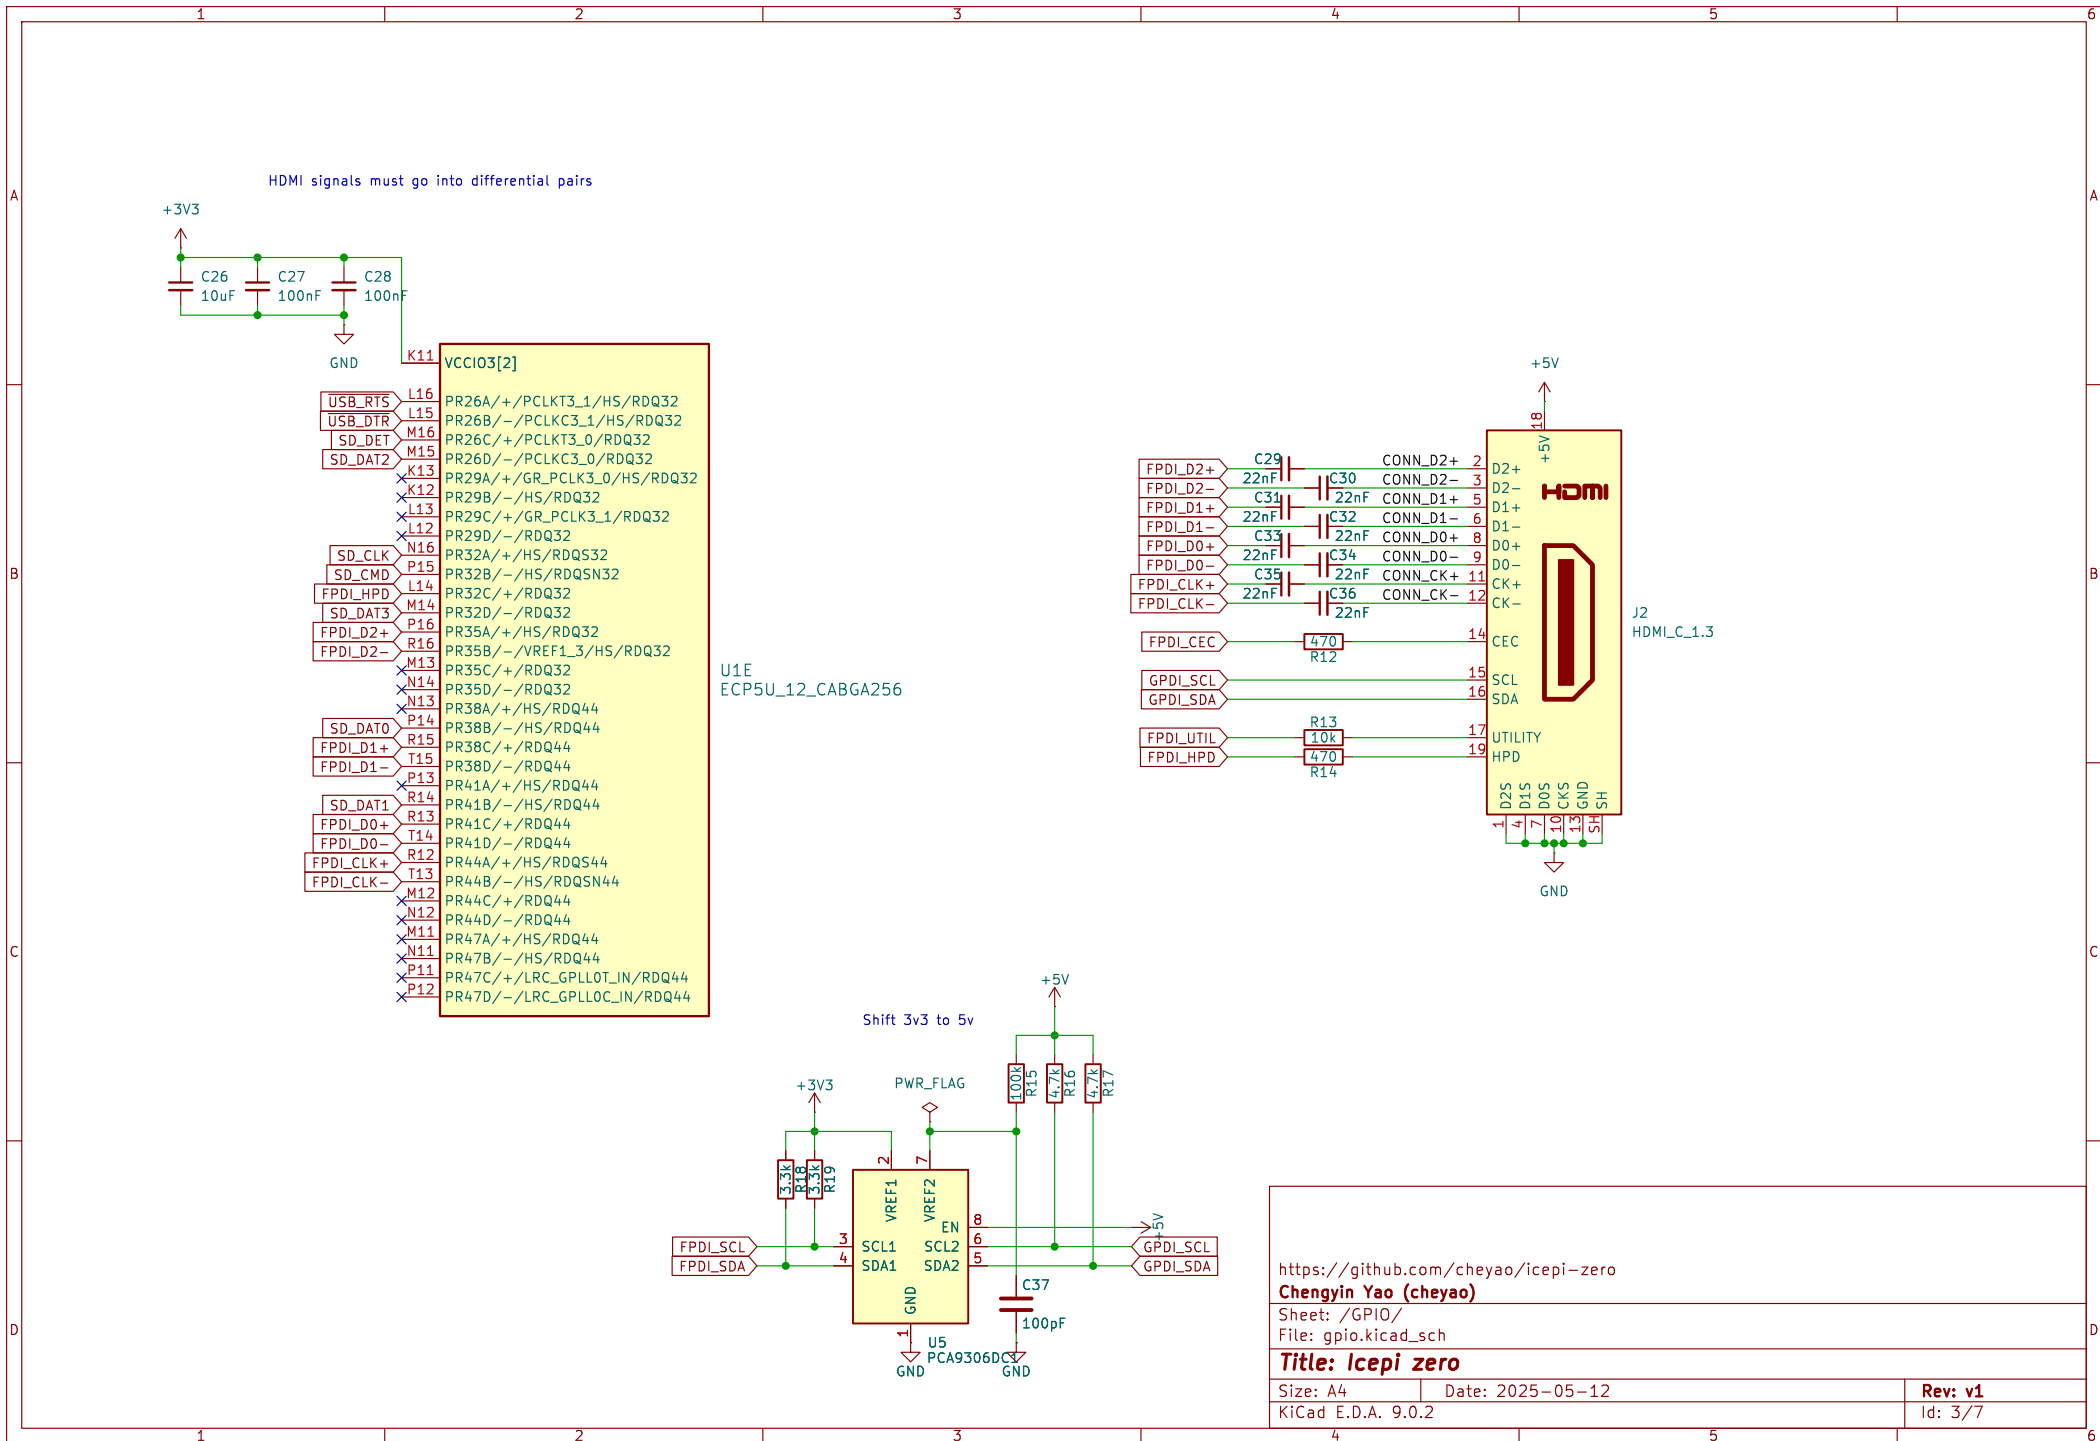 1 2 3 4 5 6
A A
B B
C C
D D
HDMI signals must go into differential pairs
+3V3
C26
10uF
C27
100nF
C28
100nF
GND
K11 VCCIO3[2]
USB_RTS L16 PR26A/+/PCLKT3_1/HS/RDQ32
USB_DTR L15 PR26B/-/PCLKC3_1/HS/RDQ32
SD_DET M16 PR26C/+/PCLKT3_0/RDQ32
SD_DAT2 M15 PR26D/-/PCLKC3_0/RDQ32
K13 PR29A/+/GR_PCLK3_0/HS/RDQ32
K12 PR29B/-/HS/RDQ32
L13 PR29C/+/GR_PCLK3_1/RDQ32
L12 PR29D/-/RDQ32
SD_CLK N16 PR32A/+/HS/RDQS32
SD_CMD P15 PR32B/-/HS/RDQSN32
FPDI_HPD L14 PR32C/+/RDQ32
SD_DAT3 M14 PR32D/-/RDQ32
FPDI_D2+ P16 PR35A/+/HS/RDQ32
FPDI_D2- R16 PR35B/-/VREF1_3/HS/RDQ32
M13 PR35C/+/RDQ32
N14 PR35D/-/RDQ32
N13 PR38A/+/HS/RDQ44
SD_DAT0 P14 PR38B/-/HS/RDQ44
FPDI_D1+ R15 PR38C/+/RDQ44
FPDI_D1- T15 PR38D/-/RDQ44
P13 PR41A/+/HS/RDQ44
SD_DAT1 R14 PR41B/-/HS/RDQ44
FPDI_D0+ R13 PR41C/+/RDQ44
FPDI_D0- T14 PR41D/-/RDQ44
FPDI_CLK+ R12 PR44A/+/HS/RDQS44
FPDI_CLK- T13 PR44B/-/HS/RDQSN44
M12 PR44C/+/RDQ44
N12 PR44D/-/RDQ44
M11 PR47A/+/HS/RDQ44
N11 PR47B/-/HS/RDQ44
P11 PR47C/+/LRC_GPLL0T_IN/RDQ44
P12 PR47D/-/LRC_GPLL0C_IN/RDQ44
U1E
ECP5U_12_CABGA256
+5V
18
+5V
FPDI_D2+ C29 22nF CONN_D2+ 2 D2+
FPDI_D2- C30 22nF CONN_D2- 3 D2-
FPDI_D1+ C31 22nF CONN_D1+ 5 D1+
FPDI_D1- C32 22nF CONN_D1- 6 D1-
FPDI_D0+ C33 22nF CONN_D0+ 8 D0+
FPDI_D0- C34 22nF CONN_D0- 9 D0-
FPDI_CLK+ C35 22nF CONN_CK+ 11 CK+
FPDI_CLK- C36 22nF CONN_CK- 12 CK-
HDMI
FPDI_CEC 470 R12 14 CEC
GPDI_SCL 15 SCL
GPDI_SDA 16 SDA
FPDI_UTIL R13 10k 17 UTILITY
FPDI_HPD 470 R14 19 HPD
J2
HDMI_C_1.3
D2S D1S D0S CKS GND SH
1 4 7 10 13 SH
GND
Shift 3v3 to 5v
+5V
100k R15
4.7k R16
4.7k R17
PWR_FLAG
+3V3
3.3k R18
3.3k R19
2 7
VREF1 VREF2
EN 8 +5V
FPDI_SCL 3 SCL1 SCL2 6 GPDI_SCL
FPDI_SDA 4 SDA1 SDA2 5 GPDI_SDA
GND
1
GND
U5
PCA9306DC1
C37
100pF
GND
https://github.com/cheyao/icepi-zero
Chengyin Yao (cheyao)
Sheet: /GPIO/
File: gpio.kicad_sch
Title: Icepi zero
Size: A4 Date: 2025-05-12 Rev: v1
KiCad E.D.A. 9.0.2 Id: 3/7
1 2 3 4 5 6